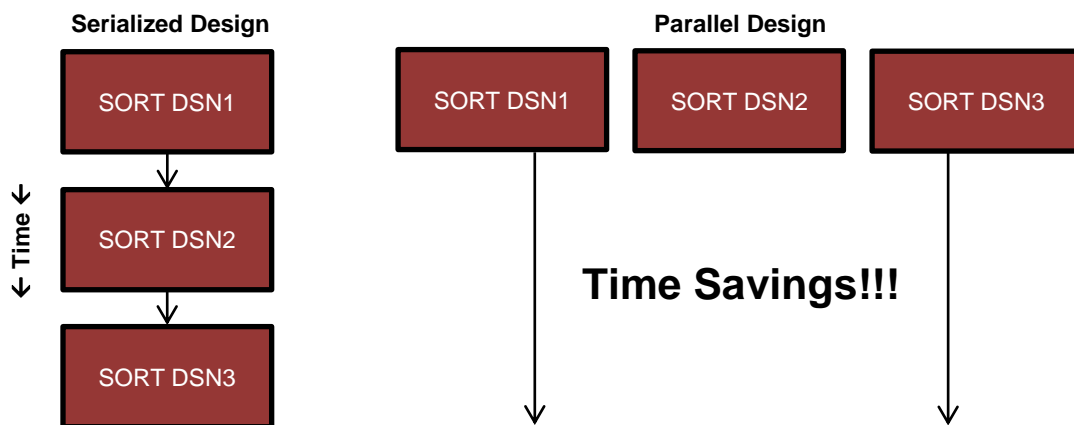 Serialized Design
SORT DSN1
SORT DSN2
SORT DSN3
← Time ←
Parallel Design
SORT DSN1
SORT DSN2
SORT DSN3
Time Savings!!!